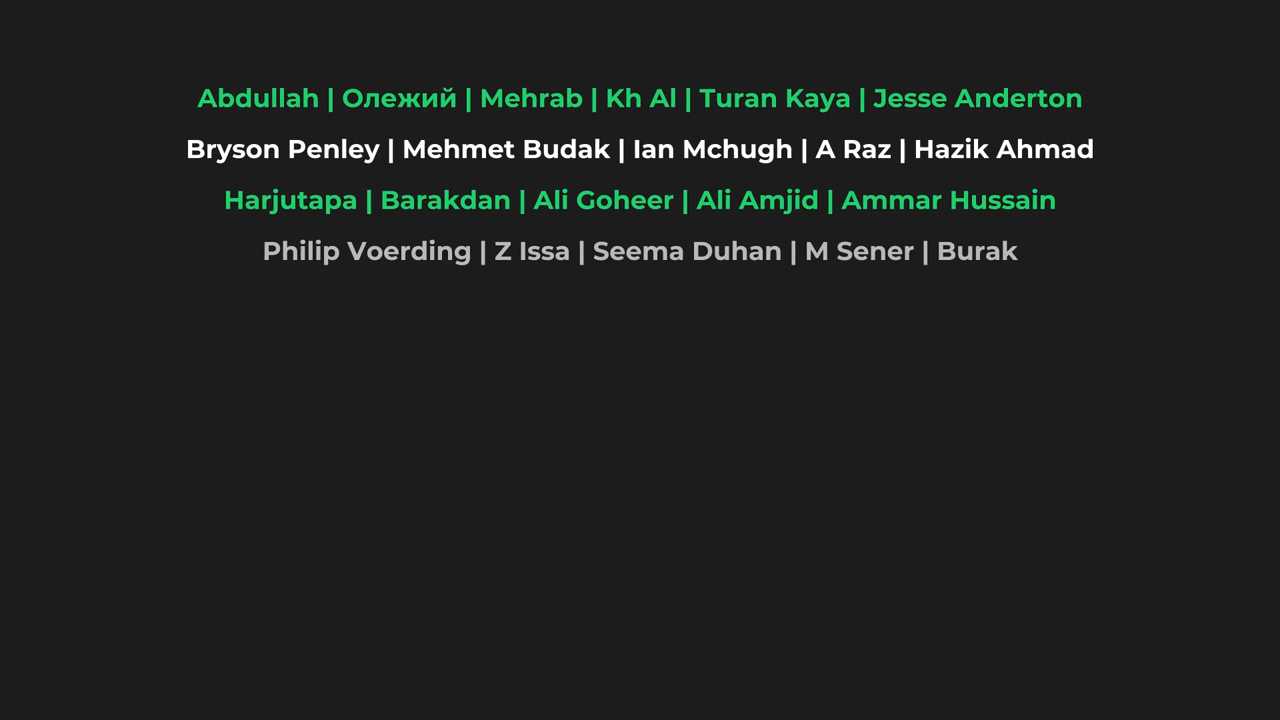 Abdullah | Олежий | Mehrab | Kh Al | Turan Kaya | Jesse Anderton
Bryson Penley | Mehmet Budak | Ian Mchugh | A Raz | Hazik Ahmad
Harjutapa | Barakdan | Ali Goheer | Ali Amjid | Ammar Hussain
Philip Voerding | Z Issa | Seema Duhan | M Sener | Burak